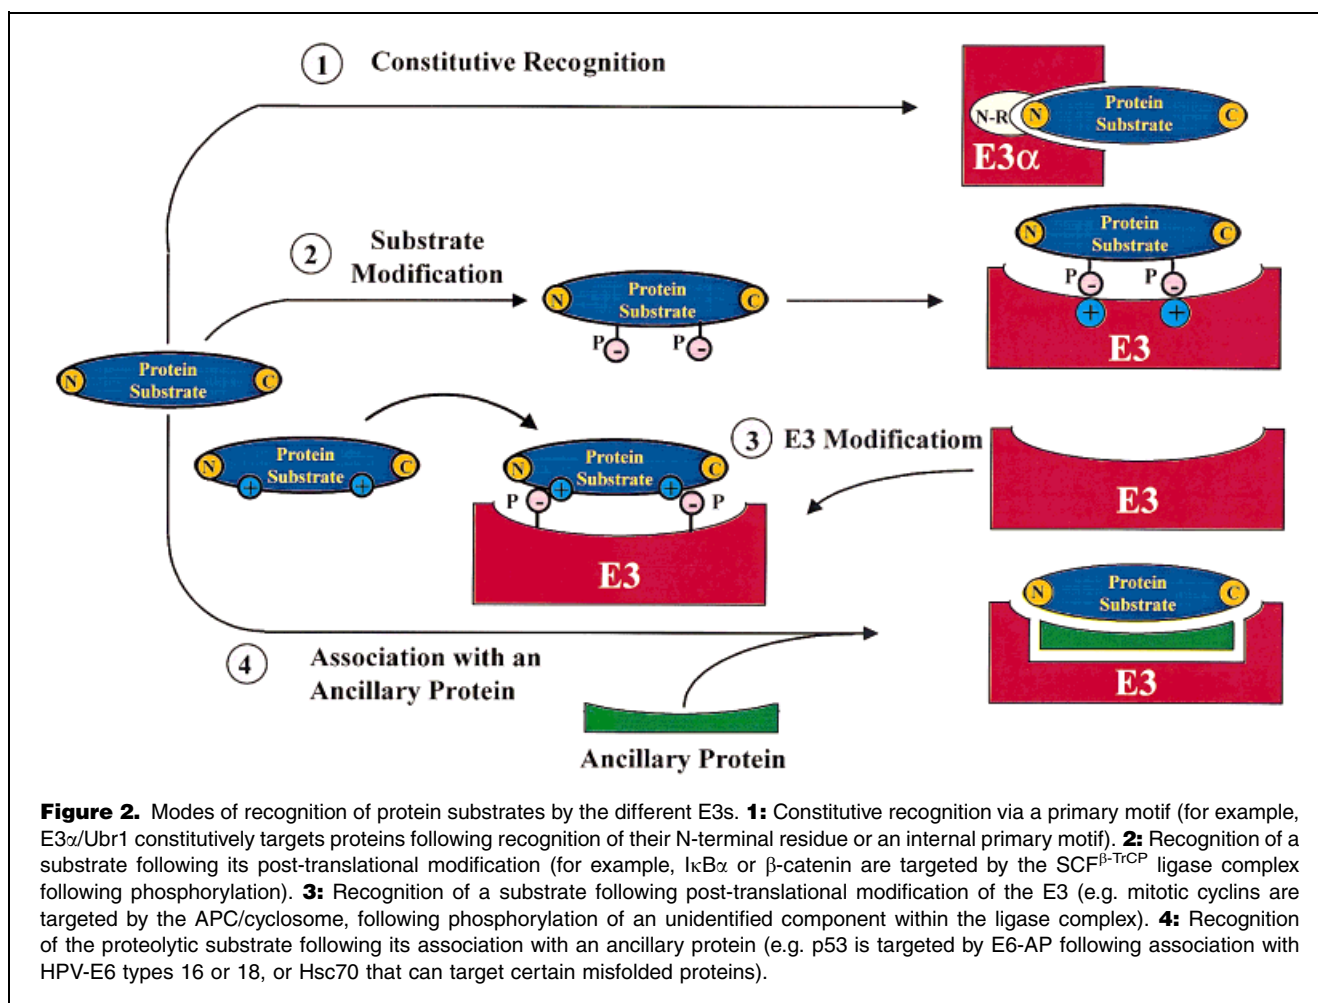 1 Constitutive Recognition
N-R N Protein Substrate C
E3α
2 Substrate
Modification
N Protein
Substrate C
P - P -
N Protein
Substrate C
P - P -
+ +
E3
N Protein
Substrate C
N Protein
Substrate C
+ +
N Protein
Substrate C
P - + + - P
E3
3 E3 Modificatiom
E3
4 Association with an
Ancillary Protein
N Protein
Substrate C
E3
Ancillary Protein
Figure 2. Modes of recognition of protein substrates by the different E3s. 1: Constitutive recognition via a primary motif (for example,
E3α/Ubr1 constitutively targets proteins following recognition of their N-terminal residue or an internal primary motif). 2: Recognition of a
substrate following its post-translational modification (for example, IκBα or β-catenin are targeted by the SCFβ-TrCP ligase complex
following phosphorylation). 3: Recognition of a substrate following post-translational modification of the E3 (e.g. mitotic cyclins are
targeted by the APC/cyclosome, following phosphorylation of an unidentified component within the ligase complex). 4: Recognition
of the proteolytic substrate following its association with an ancillary protein (e.g. p53 is targeted by E6-AP following association with
HPV-E6 types 16 or 18, or Hsc70 that can target certain misfolded proteins).